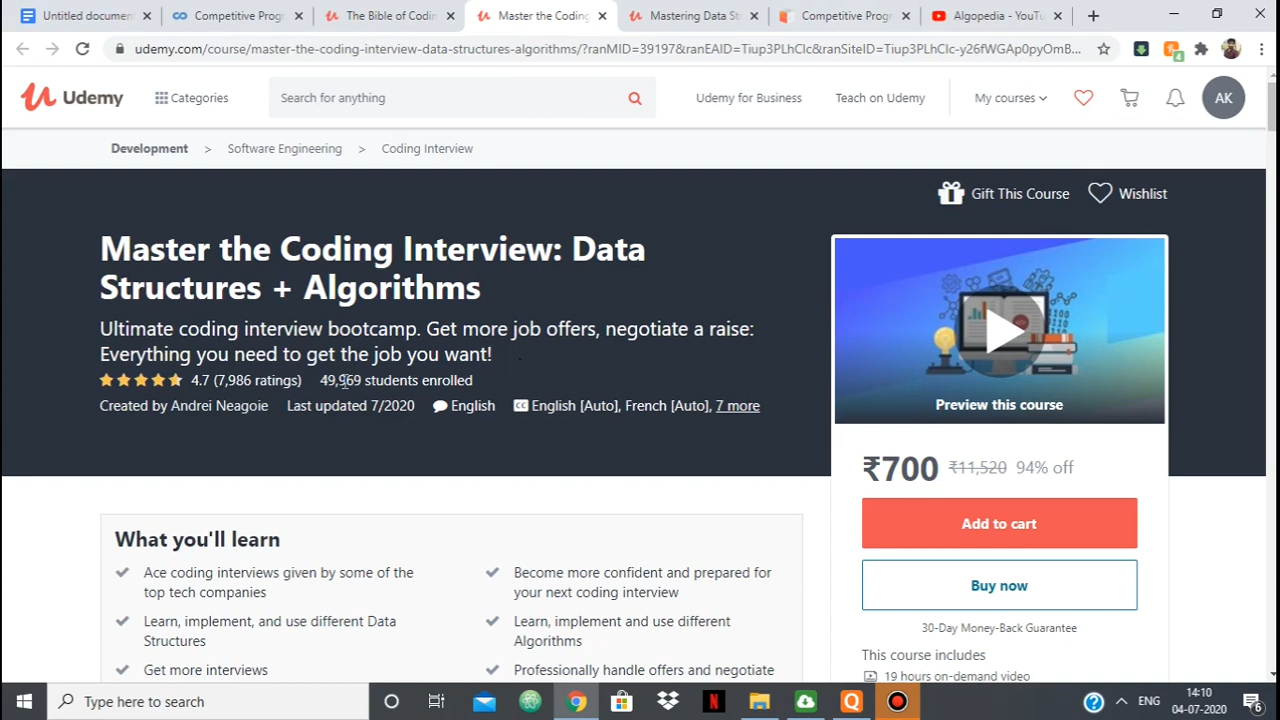 Untitled documen
Competitive Prog
The Bible of Codin
Master the Coding
Mastering Data St
Competitive Prog
Algopedia - YouTu
udemy.com/course/master-the-coding-interview-data-structures-algorithms/?ranMID=39197&ranEAID=Tiup3PLhClc&ranSiteID=Tiup3PLhClc-y26fWGAp0pyOmB...
4
Udemy
Categories
Search for anything
Udemy for Business
Teach on Udemy
My courses
AK
Development > Software Engineering > Coding Interview
Gift This Course
Wishlist
Master the Coding Interview: Data
Structures + Algorithms
Ultimate coding interview bootcamp. Get more job offers, negotiate a raise:
Everything you need to get the job you want!
4.7 (7,986 ratings) students enrolled
Created by Andrei Neagoie Last updated 7/2020 English CC English [Auto], French [Auto], 7 more
Preview this course
₹700 ₹11,520 94% off
Add to cart
Buy now
30-Day Money-Back Guarantee
This course includes
19 hours on-demand video
What you'll learn
Ace coding interviews given by some of the
top tech companies
Learn, implement, and use different Data
Structures
Get more interviews
Become more confident and prepared for
your next coding interview
Learn, implement and use different
Algorithms
Professionally handle offers and negotiate
Type here to search
N
Q
ENG
14:10
04-07-2020
6